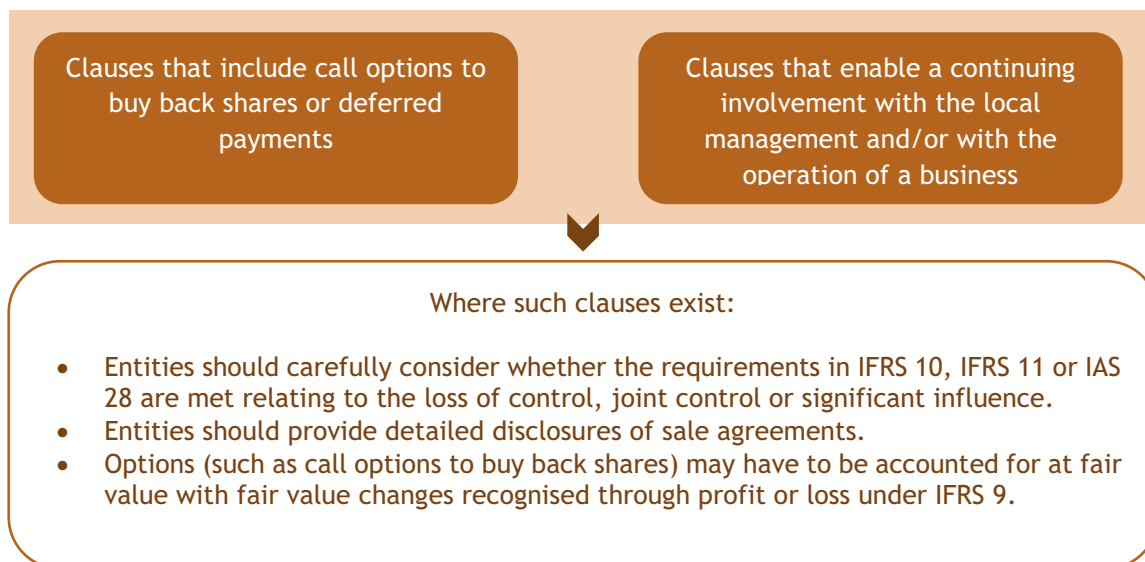 Clauses that include call options to
buy back shares or deferred
payments
Clauses that enable a continuing
involvement with the local
management and/or with the
operation of a business
Where such clauses exist:
• Entities should carefully consider whether the requirements in IFRS 10, IFRS 11 or IAS
28 are met relating to the loss of control, joint control or significant influence.
• Entities should provide detailed disclosures of sale agreements.
• Options (such as call options to buy back shares) may have to be accounted for at fair
value with fair value changes recognised through profit or loss under IFRS 9.